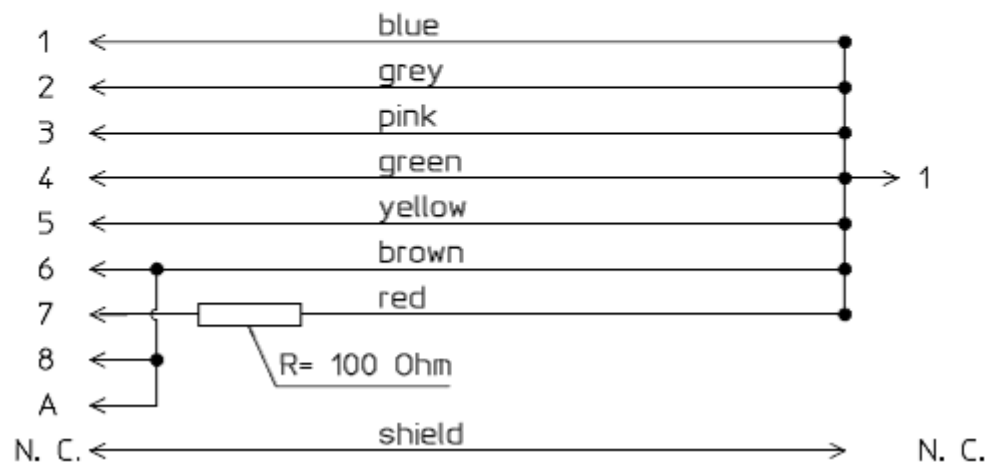 blue
1
grey
2
pink
3
green
4 1
yellow
5
brown
6
red
7
8 R= 100 Ohm
A
shield
N. C. N. C.